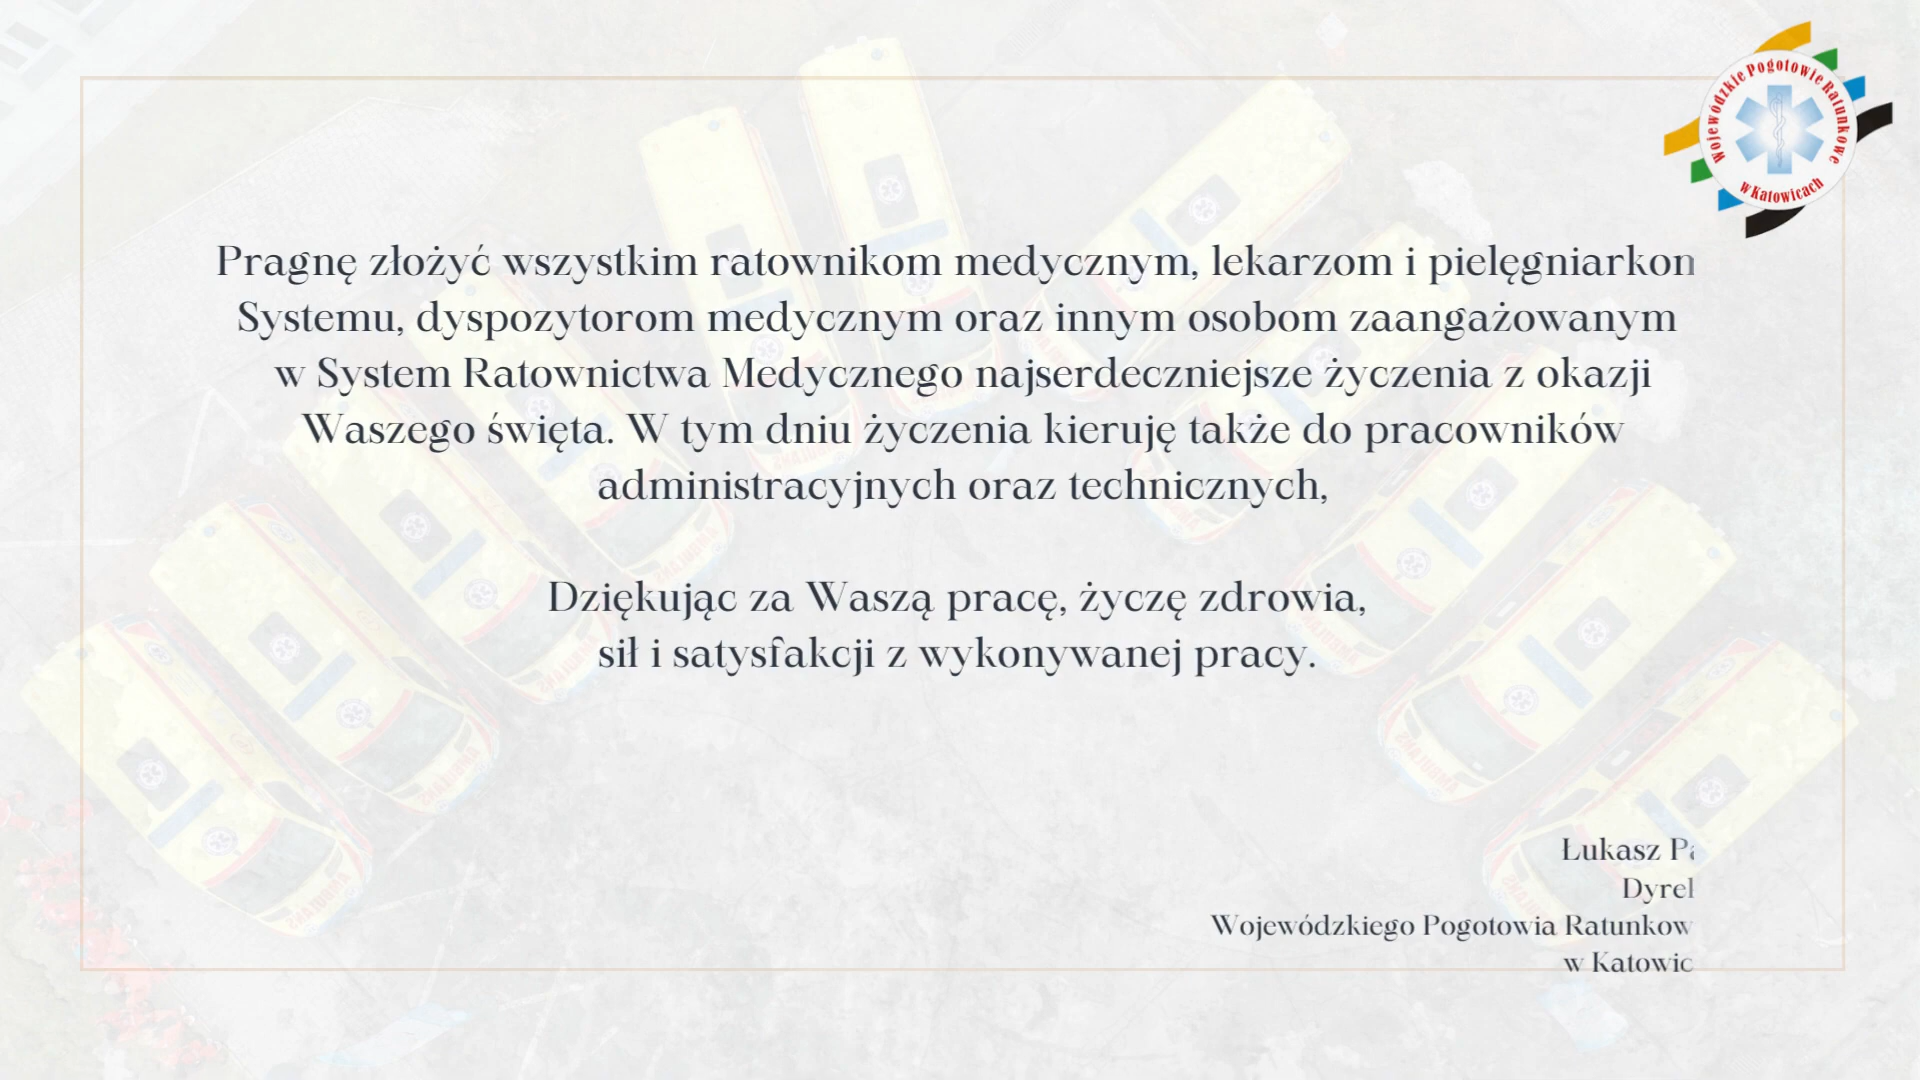 Wojewódzkie Pogotowie Ratunkowe
w Katowicach
Pragnę złożyć wszystkim ratownikom medycznym, lekarzom i pielęgniarkon
Systemu, dyspozytorom medycznym oraz innym osobom zaangażowanym
w System Ratownictwa Medycznego najserdeczniejsze życzenia z okazji
Waszego święta. W tym dniu życzenia kieruję także do pracowników
administracyjnych oraz technicznych,
Dziękując za Waszą pracę, życzę zdrowia,
sił i satysfakcji z wykonywanej pracy.
Łukasz
Wojewódzkiego Pogotowia Ratunkow
w Katowic